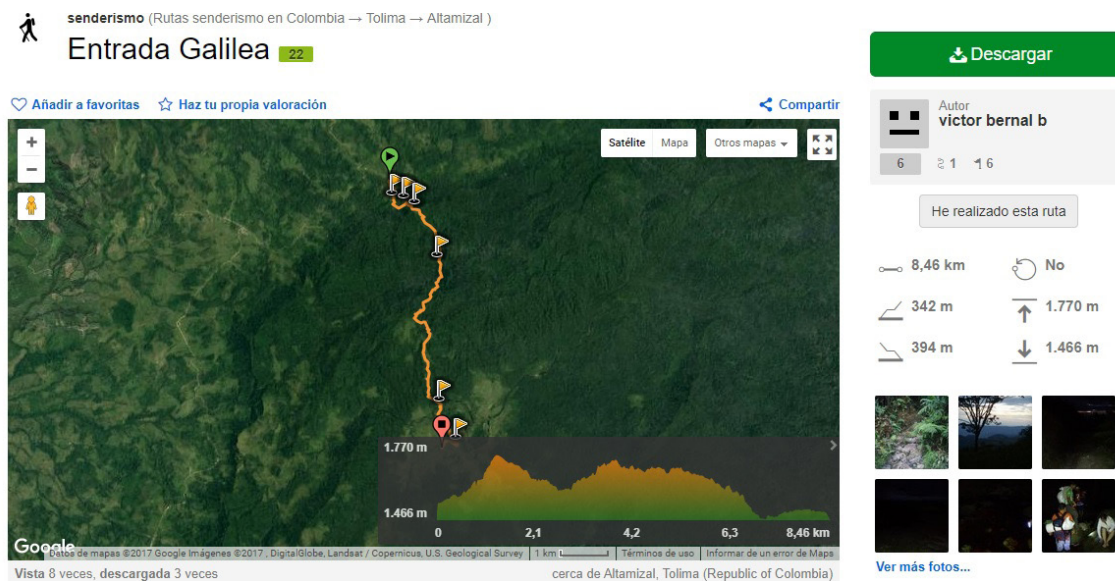 senderismo (Rutas senderismo en Colombia → Tolima → Altamizal )
Entrada Galilea 22
Añadir a favoritas Haz tu propia valoración Compartir
+
−
Satélite Mapa Otros mapas
1.770 m
1.466 m
0 2,1 4,2 6,3 8,46 km
Google
Datos de mapas ©2017 Google Imágenes ©2017 , DigitalGlobe, Landsat / Copernicus, U.S. Geological Survey 1 km Términos de uso Informar de un error de Maps
Vista 8 veces, descargada 3 veces cerca de Altamizal, Tolima (Republic of Colombia)
Descargar
Autor
victor bernal b
6 1 6
He realizado esta ruta
8,46 km No
342 m 1.770 m
394 m 1.466 m
Ver más fotos...